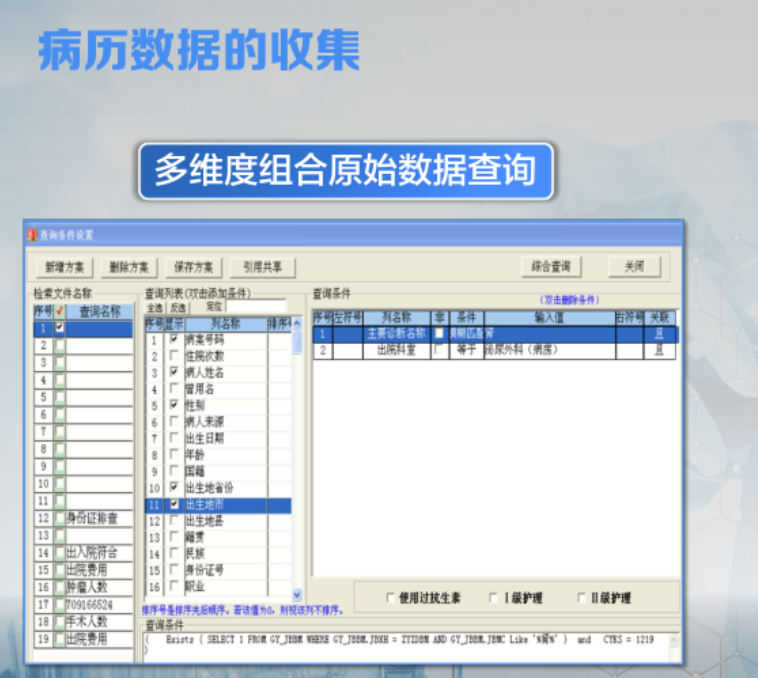 病历数据的收集
多维度组合原始数据查询
查询条件设置
新增方案 删除方案 保存方案 引用共享 综合查询 关闭
检索文件名称 查询列表(双击添加条件) 查询条件 (双击删除条件)
全选 反选 定位
序号 查询名称 序号 显示 列名称 排序 序号 左符号 列名称 非 条件 输入值 右符号 关联
1 1 病案号码 1 主要诊断名称 模糊匹配 肾 且
2 2 住院次数 2 出院科室 等于 泌尿外科(病房) 且
3 3 病人姓名
4 4 曾用名
5 5 性别
6 6 病人来源
7 7 出生日期
8 8 年龄
9 9 国籍
10 10 出生地省份
11 11 出生地市
12 身份证排查 12 出生地县
13 13 籍贯
14 出入院符合 14 民族
15 出院费用 15 身份证号
16 肿瘤人数 16 职业
使用过抗生素 I级护理 II级护理
17 709166524 排序号是排序先后顺序。若该值为0，则视该列不排序。
18 手术人数 查询条件
19 出院费用 ( Exists ( SELECT 1 FROM GY_JBBM WHERE GY_JBBM.JBXH = ZYZDBM AND GY_JBBM.JBMC Like '%肾%' ) and CYKS = 1219
)